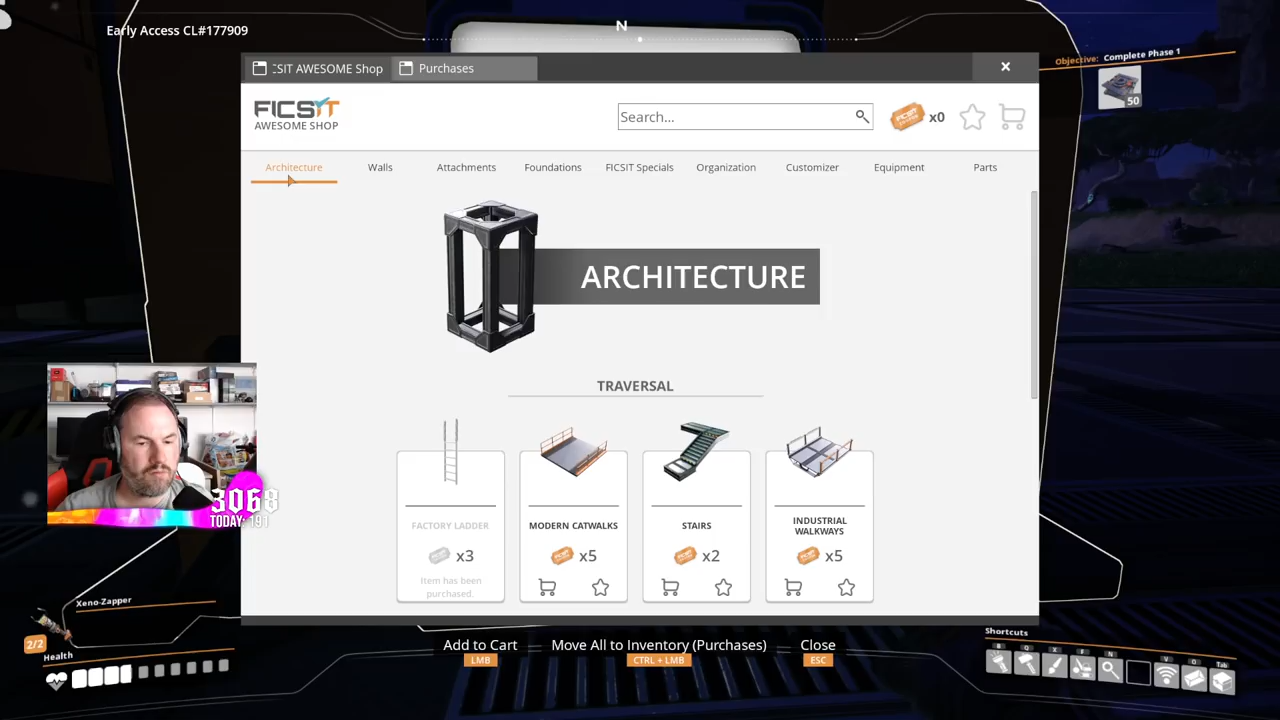 Early Access CL#177909
N
Objective: Complete Phase 1
50
CSIT AWESOME Shop
Purchases
×
FICSIT
AWESOME SHOP
Search...
x0
Architecture
Walls
Attachments
Foundations
FICSIT Specials
Organization
Customizer
Equipment
Parts
ARCHITECTURE
TRAVERSAL
FACTORY LADDER
x3
Item has been
purchased.
MODERN CATWALKS
x5
STAIRS
x2
INDUSTRIAL
WALKWAYS
x5
3068
TODAY: 191
Xeno-Zapper
2/2
Health
Add to Cart
LMB
Move All to Inventory (Purchases)
CTRL + LMB
Close
ESC
Shortcuts
B
Q
X
F
N
V
O
Tab